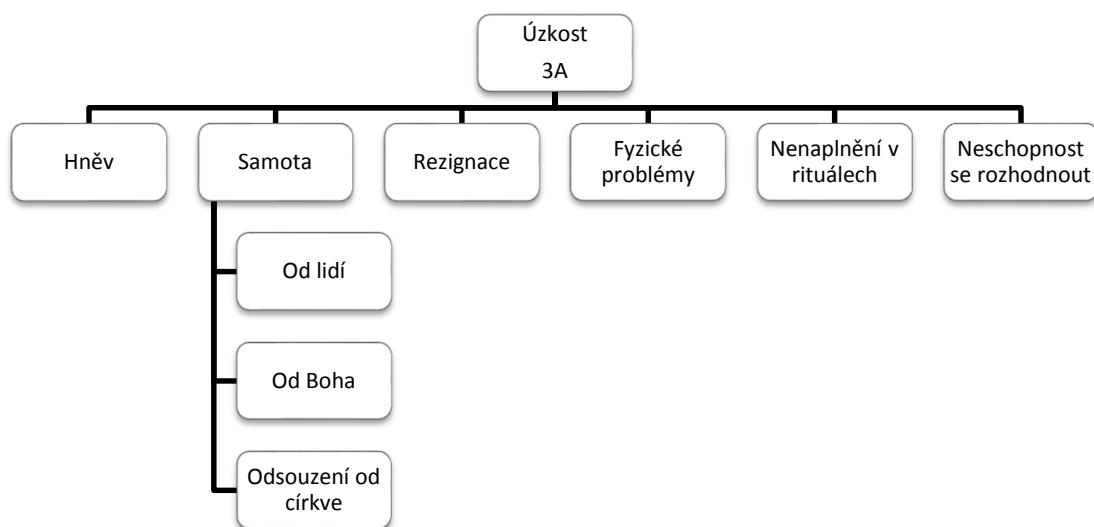 Úzkost
3A
Hněv
Samota
Rezignace
Fyzické
problémy
Nenaplnění v
rituálech
Neschopnost
se rozhodnout
Od lidí
Od Boha
Odsouzení od
církve